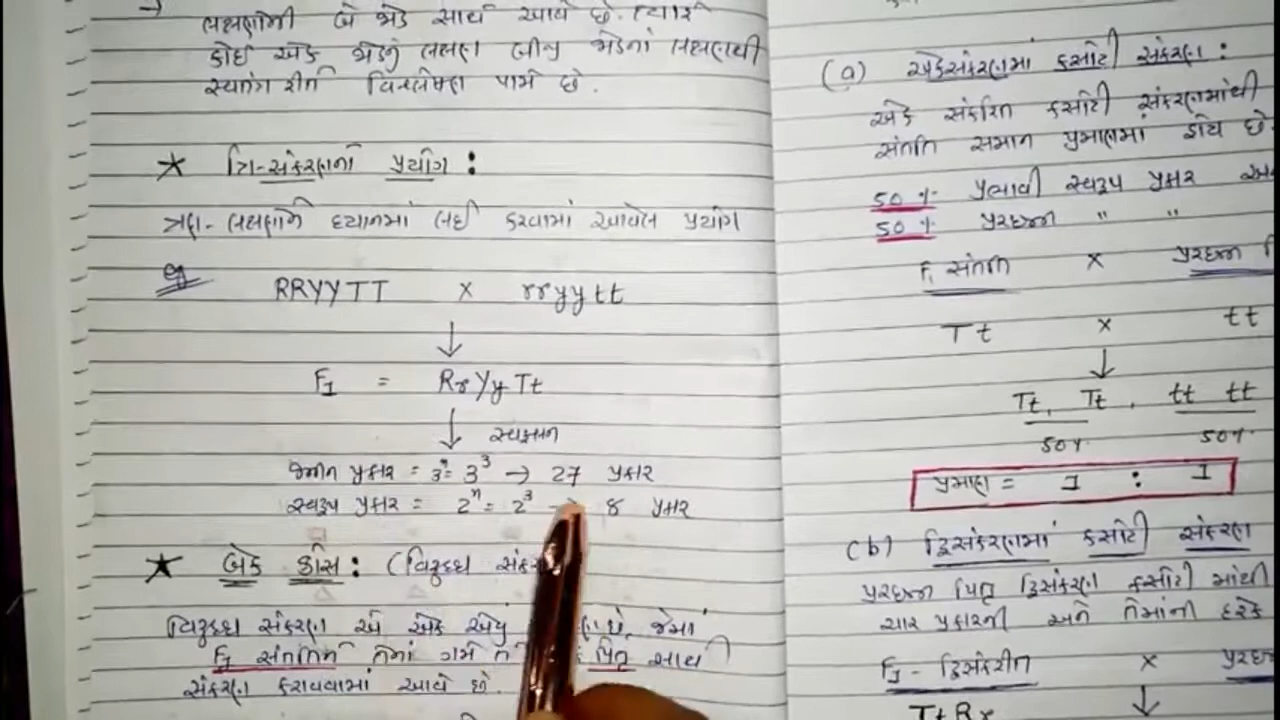 લક્ષણોની બે જોડ સાથે આવે છે. ત્યારે
કોઈ એક જોડનું લક્ષણ બીજી જોડનાં લક્ષણથી
સ્વતંત્ર રીતે વિશ્લેષણ પામે છે.
★ ત્રિ-સંકરણનો પ્રયોગ :
ત્રણ- લક્ષણોને ધ્યાનમાં લઈ કરવામાં આવેલ પ્રયોગ
eg
RRYYTT x rryytt
↓
F1 = RrYyTt
↓ સ્વફલન
જનીન પ્રકાર = 3ⁿ= 3³ → 27 પ્રકાર
સ્વરૂપ પ્રકાર = 2ⁿ = 2³ → 8 પ્રકાર
★ બેક ક્રોસ : (વિરુદ્ધ
વિરુદ્ધ સંકરણ એ એક એવું જેમાં
F1 સંતતિને તેનાં ગમે તે પિતૃ સાથે
સંકરણ કરાવવામાં આવે છે.
(a) એકસંકરણમાં કસોટી સંકરણ :
એક સંકરિત કસોટી સંકરણમાંથી
સંતતિ સમાન પ્રમાણમાં હોય છે.
50 % પ્રભાવી સ્વરૂપ પ્રકાર
50 % પ્રચ્છન્ન " "
F1 સંતતિ x પ્રચ્છન્ન
Tt x tt
↓
Tt, Tt, tt tt
50% 50%
પ્રમાણ = 1 : 1
(b) દ્વિસંકરણમાં કસોટી સંકરણ
પ્રચ્છન્ન પિતૃ દ્વિસંકરણ કસોટી માંથી
ચાર પ્રકારની અને તેમાંની દરેક
F1 - દ્વિસંકરીત x
↓
TtRr